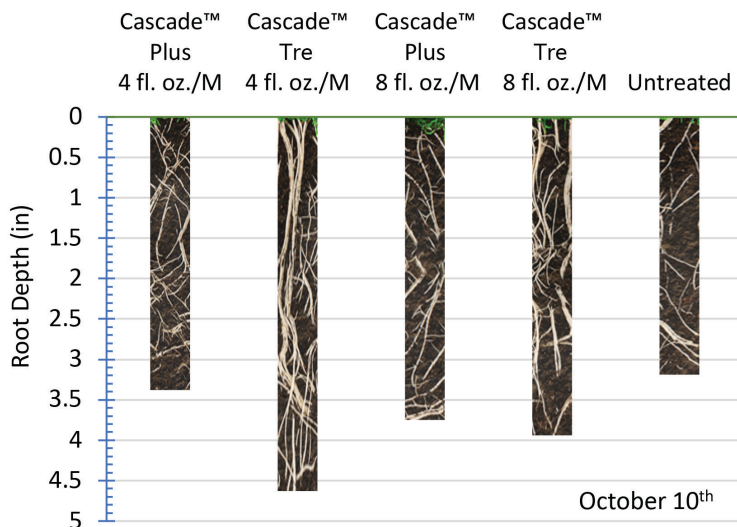 Cascade™ Plus 4 fl. oz./M
Cascade™ Tre 4 fl. oz./M
Cascade™ Plus 8 fl. oz./M
Cascade™ Tre 8 fl. oz./M
Untreated
Root Depth (in)
0
0.5
1
1.5
2
2.5
3
3.5
4
4.5
5
October 10th